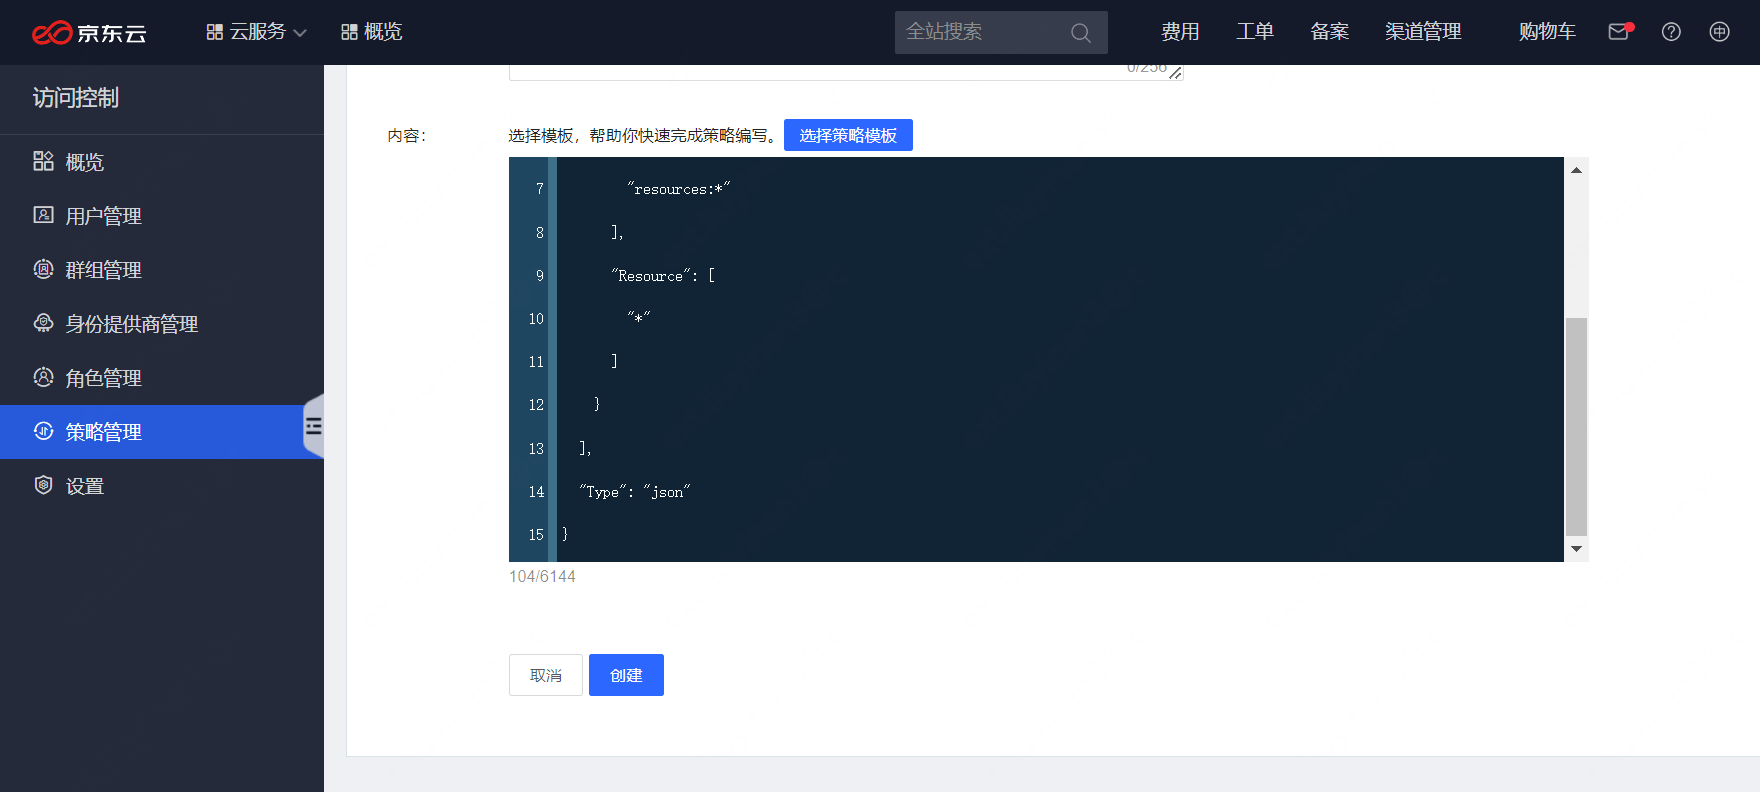 京东云
云服务
概览
全站搜索
费用
工单
备案
渠道管理
购物车
访问控制
概览
用户管理
群组管理
身份提供商管理
角色管理
策略管理
设置
0/256
内容：
选择模板，帮助你快速完成策略编写。
选择策略模板
7 "resources:*"
8 ],
9 "Resource": [
10 "*"
11 ]
12 }
13 ],
14 "Type": "json"
15 }
104/6144
取消
创建